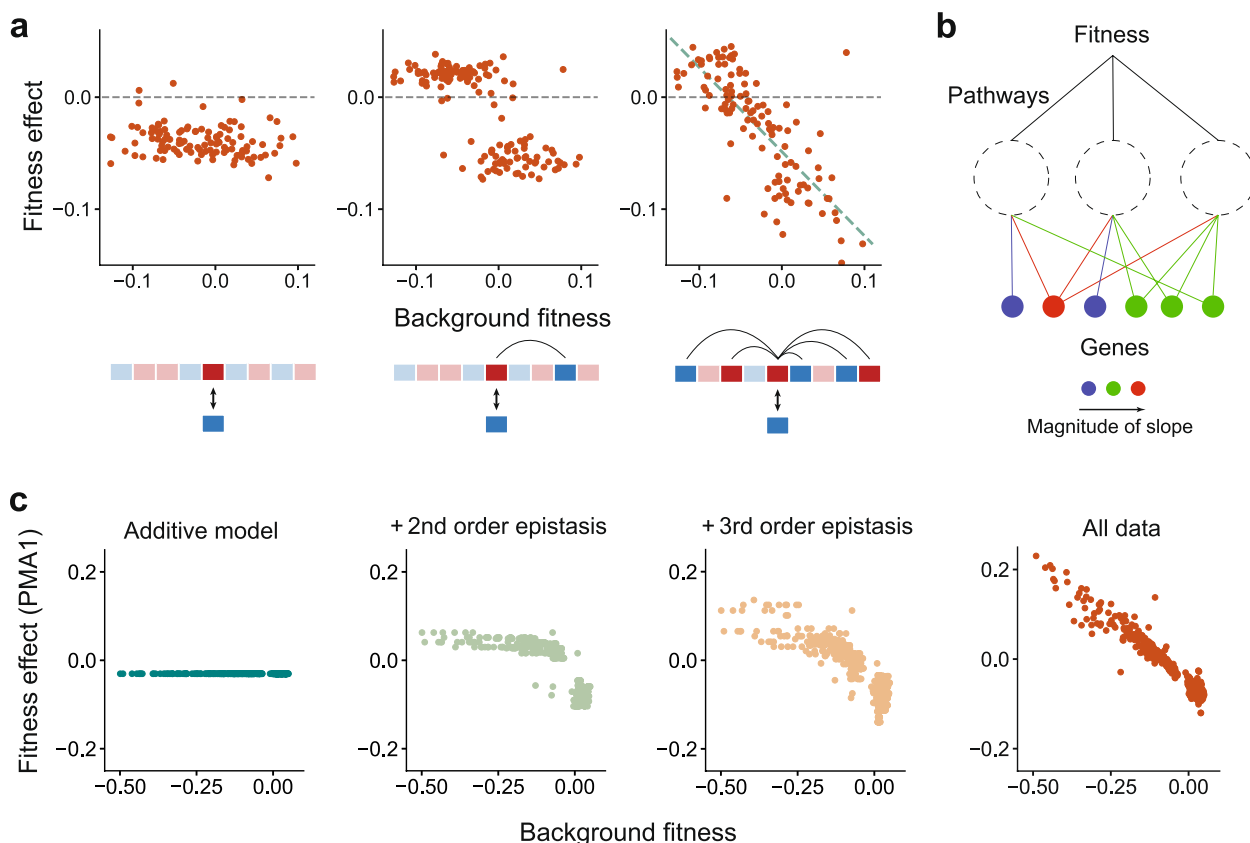 a
Fitness effect
0.0
−0.1
−0.1
0.0
0.1
0.0
−0.1
−0.1
0.0
0.1
0.0
−0.1
−0.1
0.0
0.1
Background fitness
b
Fitness
Pathways
Genes
Magnitude of slope
c
Fitness effect (PMA1)
Additive model
0.2
0.0
−0.2
−0.50
−0.25
0.00
+ 2nd order epistasis
0.2
0.0
−0.2
−0.50
−0.25
0.00
+ 3rd order epistasis
0.2
0.0
−0.2
−0.50
−0.25
0.00
All data
0.2
0.0
−0.2
−0.50
−0.25
0.00
Background fitness